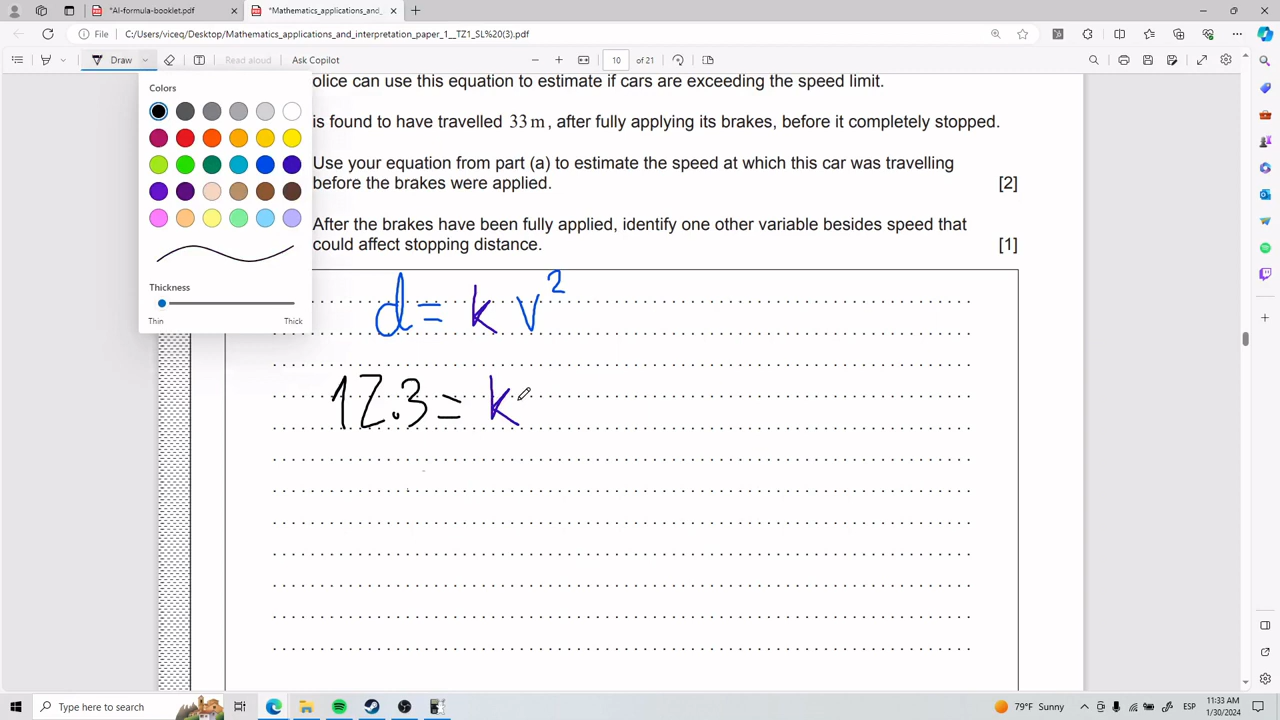 *AI-formula-booklet.pdf
*Mathematics_applications_and_
File
C:/Users/viceq/Desktop/Mathematics_applications_and_interpretation_paper_1__TZ1_SL%20(3).pdf
Draw
Read aloud
Ask Copilot
10
of 21
Colors
Thickness
Thin
Thick
olice can use this equation to estimate if cars are exceeding the speed limit.
is found to have travelled 33 m, after fully applying its brakes, before it completely stopped.
Use your equation from part (a) to estimate the speed at which this car was travelling
before the brakes were applied. [2]
After the brakes have been fully applied, identify one other variable besides speed that
could affect stopping distance. [1]
d = k v²
12.3 = k
Type here to search
79°F Sunny
ESP
11:33 AM
1/30/2024